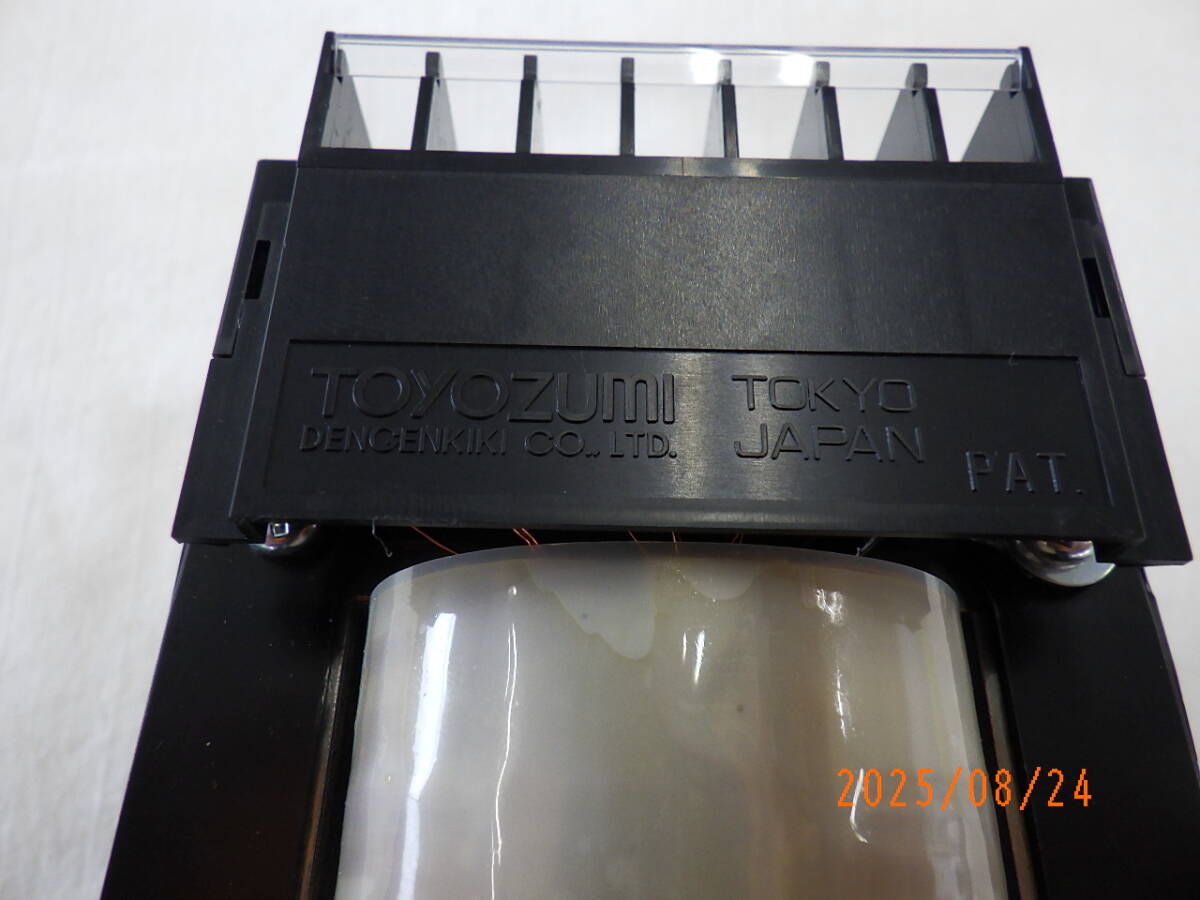 TOYOZUMI
DENGENKIKI CO., LTD.
TOKYO
JAPAN
PAT.
2025/08/24